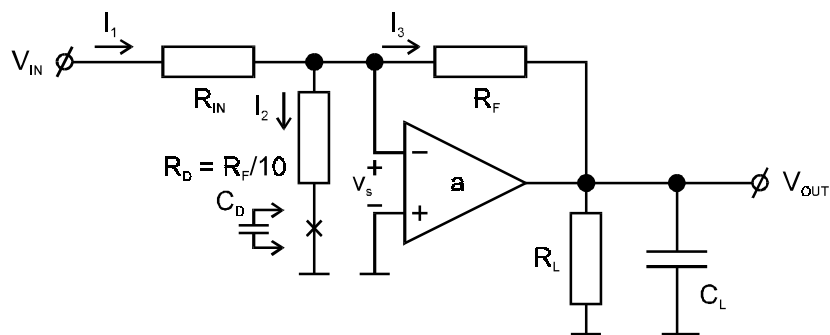 I1
I3
VIN
RIN
RF
I2
RD = RF/10
vs
+
−
−
+
a
CD
VOUT
RL
CL